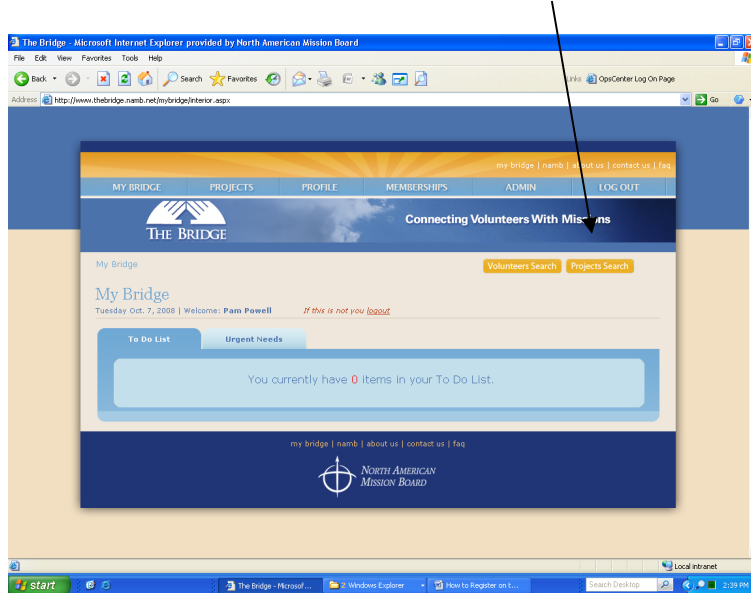 The Bridge - Microsoft Internet Explorer provided by North American Mission Board
File Edit View Favorites Tools Help
Back Search Favorites Links OpsCenter Log On Page
Address http://www.thebridge.namb.net/mybridge/interior.aspx Go
my bridge | namb | about us | contact us | faq
MY BRIDGE PROJECTS PROFILE MEMBERSHIPS ADMIN LOG OUT
THE BRIDGE Connecting Volunteers With Missions
My Bridge Volunteers Search Projects Search
My Bridge
Tuesday Oct. 7, 2008 | Welcome: Pam Powell If this is not you logout
To Do List Urgent Needs
You currently have 0 items in your To Do List.
my bridge | namb | about us | contact us | faq
NORTH AMERICAN
MISSION BOARD
Local intranet
start The Bridge - Microsof... 2 Windows Explorer How to Register on t... Search Desktop 2:39 PM